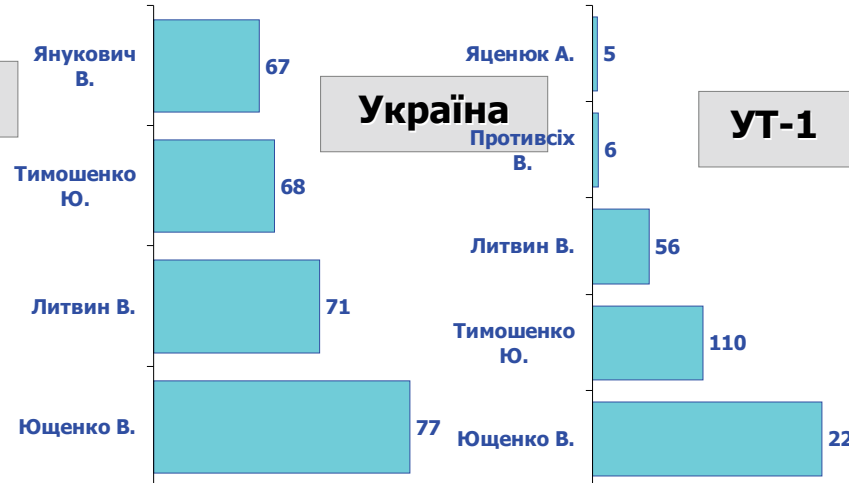 Україна
Янукович
В.
67
Тимошенко
Ю.
68
Литвин В.
71
Ющенко В.
77
УТ-1
Яценюк А.
5
Противсіх
В.
6
Литвин В.
56
Тимошенко
Ю.
110
Ющенко В.